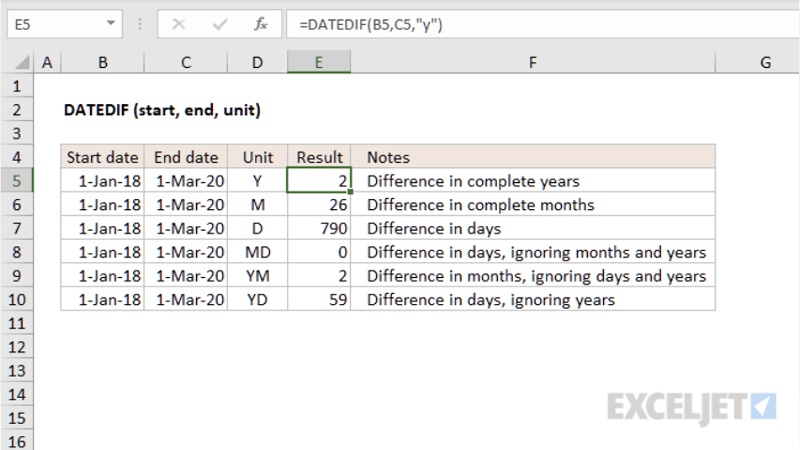 E5 fx =DATEDIF(B5,C5,"y")
A B C D E F G
1
2 DATEDIF (start, end, unit)
3
4 Start date End date Unit Result Notes
5 1-Jan-18 1-Mar-20 Y 2 Difference in complete years
6 1-Jan-18 1-Mar-20 M 26 Difference in complete months
7 1-Jan-18 1-Mar-20 D 790 Difference in days
8 1-Jan-18 1-Mar-20 MD 0 Difference in days, ignoring months and years
9 1-Jan-18 1-Mar-20 YM 2 Difference in months, ignoring days and years
10 1-Jan-18 1-Mar-20 YD 59 Difference in days, ignoring years
11
12
13
14 EXCELJET
15
16